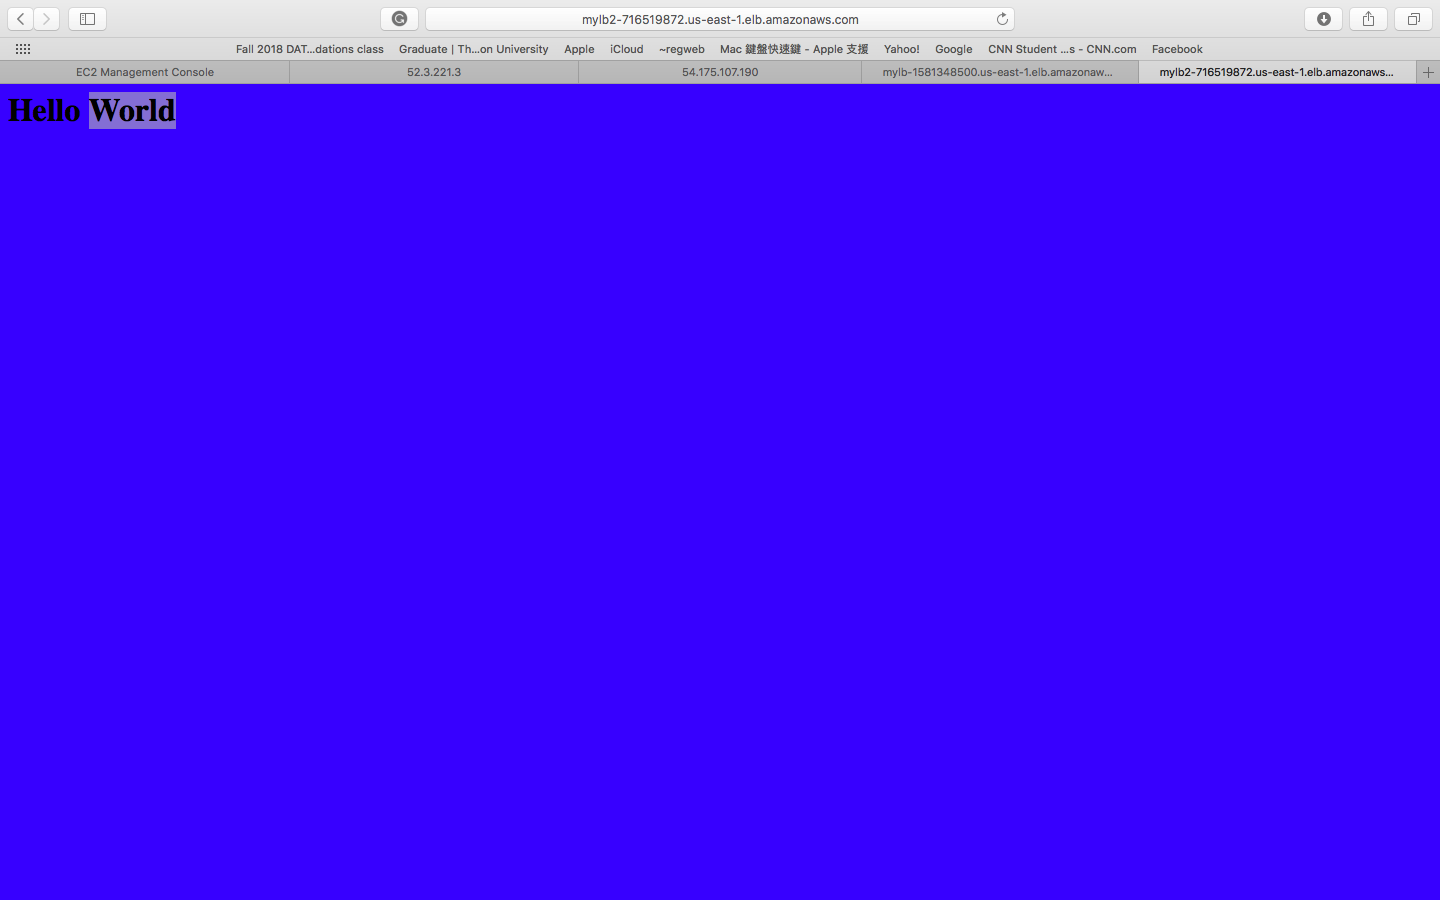 mylb2-716519872.us-east-1.elb.amazonaws.com
Fall 2018 DAT...dations class Graduate | Th...on University Apple iCloud ~regweb Mac 鍵盤快速鍵 - Apple 支援 Yahoo! Google CNN Student ...s - CNN.com Facebook
EC2 Management Console 52.3.221.3 54.175.107.190 mylb-1581348500.us-east-1.elb.amazonaw... mylb2-716519872.us-east-1.elb.amazonaws...
Hello World